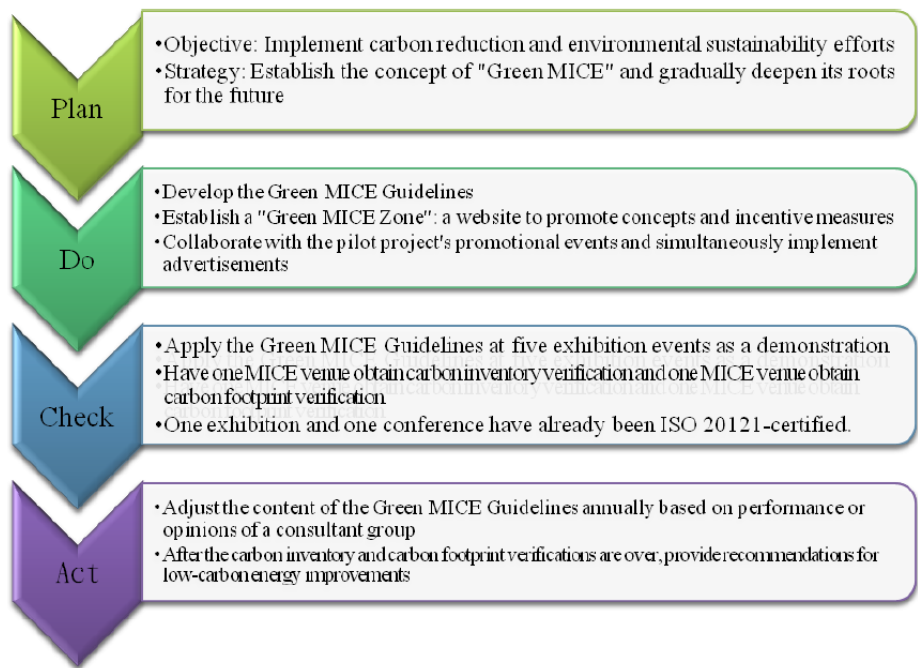 Plan
•Objective: Implement carbon reduction and environmental sustainability efforts
•Strategy: Establish the concept of "Green MICE" and gradually deepen its roots
for the future
Do
•Develop the Green MICE Guidelines
•Establish a "Green MICE Zone": a website to promote concepts and incentive measures
•Collaborate with the pilot project's promotional events and simultaneously implement
advertisements
Check
•Apply the Green MICE Guidelines at five exhibition events as a demonstration
•Have one MICE venue obtain carbon inventory verification and one MICE venue obtain
carbon footprint verification
•One exhibition and one conference have already been ISO 20121-certified.
Act
•Adjust the content of the Green MICE Guidelines annually based on performance or
opinions of a consultant group
•After the carbon inventory and carbon footprint verifications are over, provide recommendations for
low-carbon energy improvements